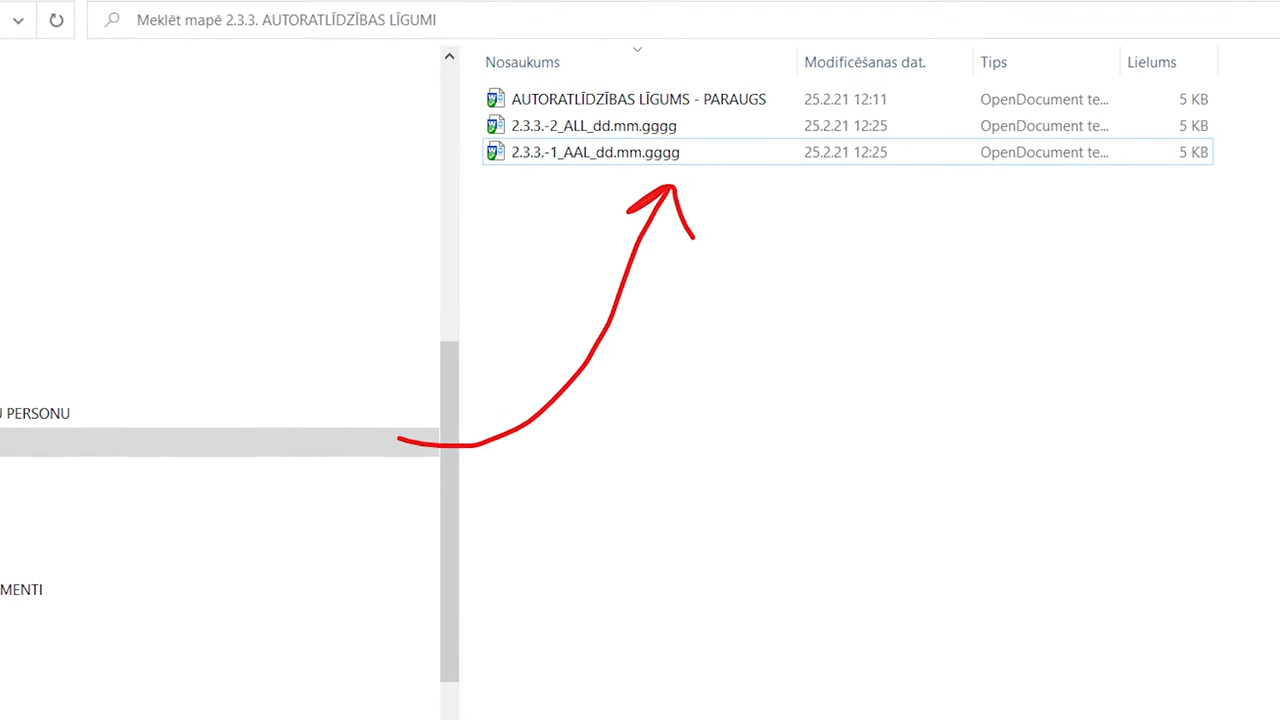 Meklēt mapē 2.3.3. AUTORATLĪDZĪBAS LĪGUMI
Nosaukums Modificēšanas dat. Tips Lielums
AUTORATLĪDZĪBAS LĪGUMS - PARAUGS 25.2.21 12:11 OpenDocument te... 5 KB
2.3.3.-2_ALL_dd.mm.gggg 25.2.21 12:25 OpenDocument te... 5 KB
2.3.3.-1_AAL_dd.mm.gggg 25.2.21 12:25 OpenDocument te... 5 KB
PERSONU
MENTI